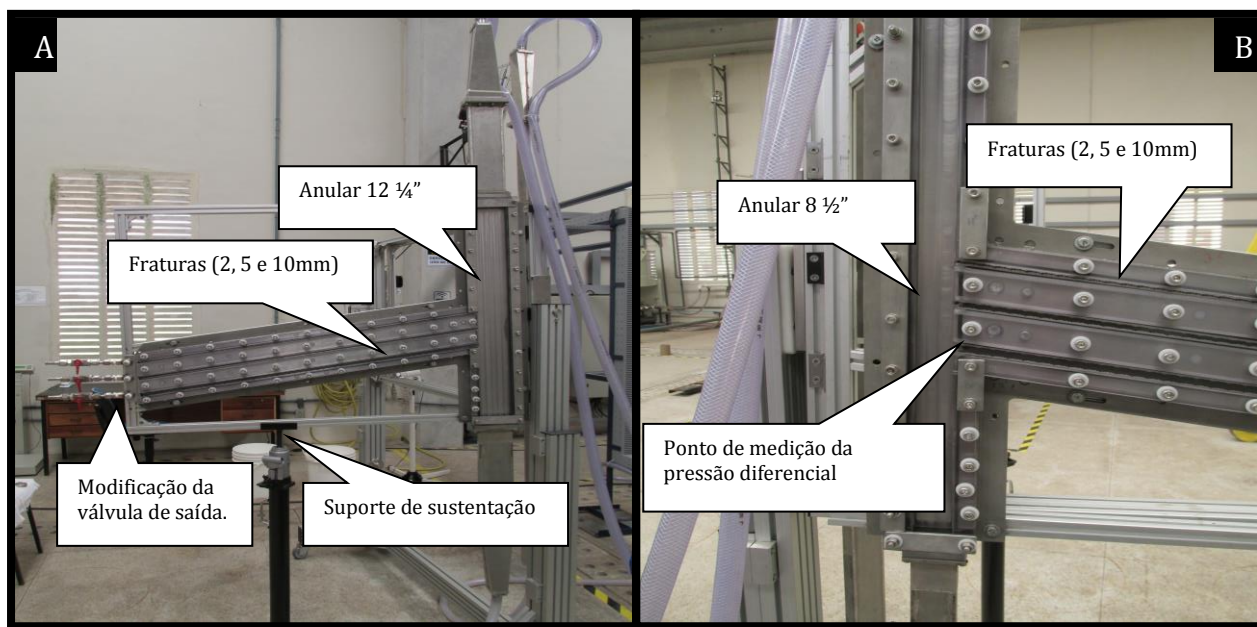 A
Anular 12 ¼”
Fraturas (2, 5 e 10mm)
Modificação da
válvula de saída.
Suporte de sustentação
B
Fraturas (2, 5 e 10mm)
Anular 8 ½”
Ponto de medição da
pressão diferencial